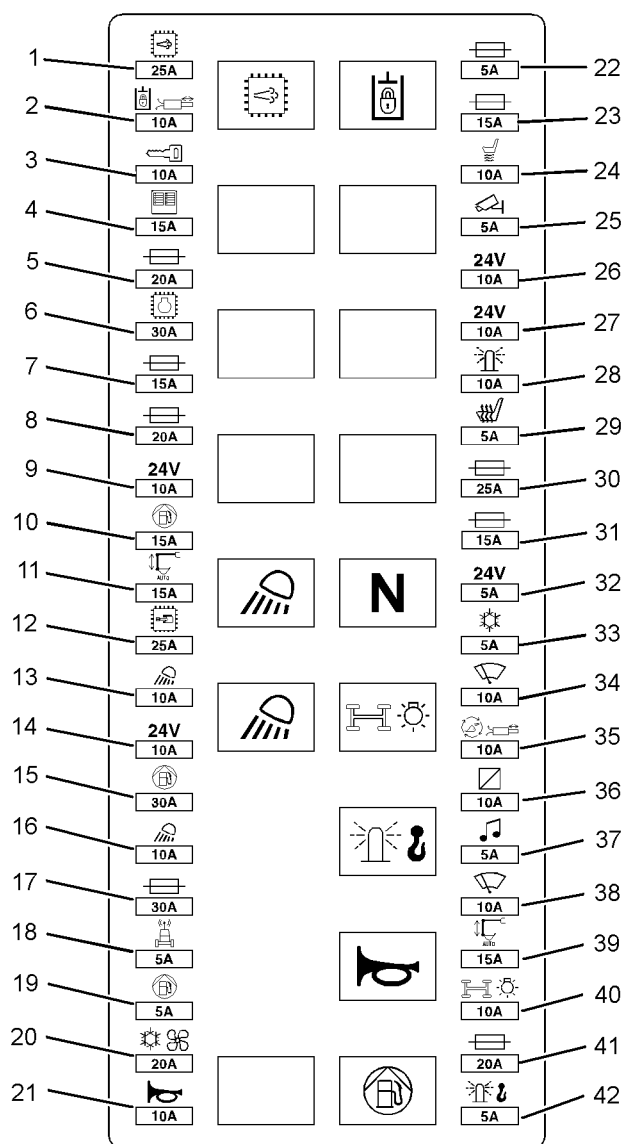 1 25A
2 10A
3 10A
4 15A
5 20A
6 30A
7 15A
8 20A
24V
9 10A
10 15A
AUTO
11 15A
12 25A
13 10A
24V
14 10A
15 30A
16 10A
17 30A
18 5A
19 5A
20 20A
21 10A
N
5A 22
15A 23
10A 24
5A 25
24V
10A 26
24V
10A 27
10A 28
5A 29
25A 30
15A 31
24V
5A 32
5A 33
10A 34
10A 35
10A 36
5A 37
10A 38
AUTO
15A 39
10A 40
20A 41
5A 42